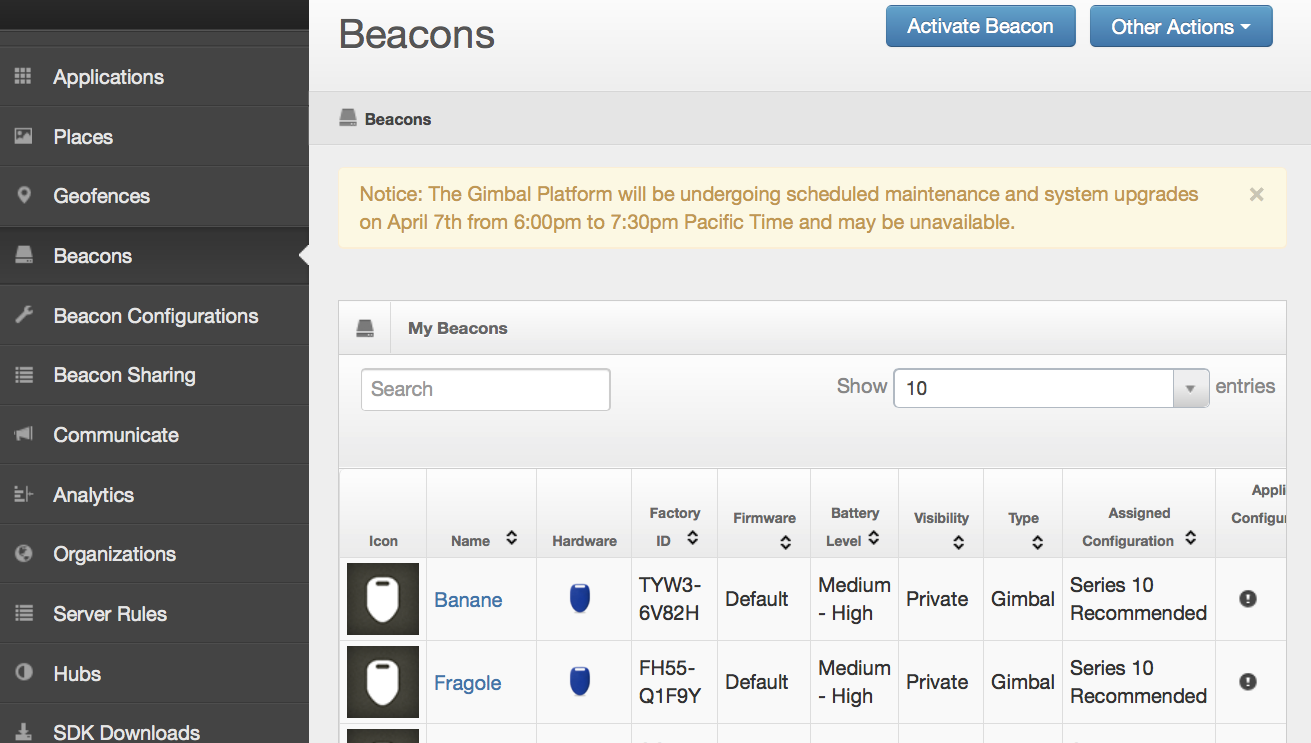 Beacons
Activate Beacon
Other Actions
Applications
Places
Geofences
Beacons
Beacon Configurations
Beacon Sharing
Communicate
Analytics
Organizations
Server Rules
Hubs
SDK Downloads
Beacons
Notice: The Gimbal Platform will be undergoing scheduled maintenance and system upgrades
on April 7th from 6:00pm to 7:30pm Pacific Time and may be unavailable.
×
My Beacons
Search
Show 10 entries
Icon
Name
Hardware
Factory
ID
Firmware
Battery
Level
Visibility
Type
Assigned
Configuration
Banane
TYW3-
6V82H
Default
Medium
- High
Private
Gimbal
Series 10
Recommended
Fragole
FH55-
Q1F9Y
Default
Medium
- High
Private
Gimbal
Series 10
Recommended